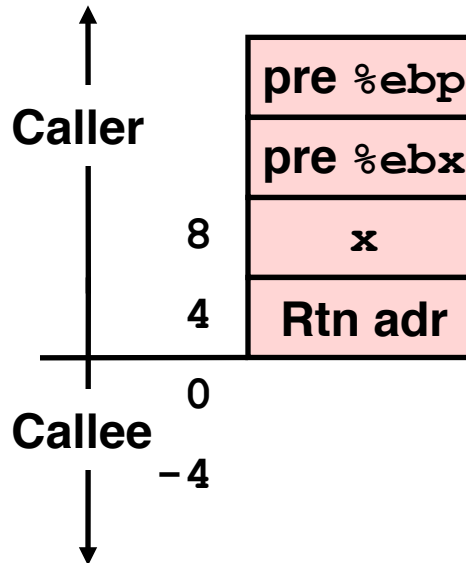 pre %ebp
Caller
pre %ebx
8 x
4 Rtn adr
0
Callee
-4